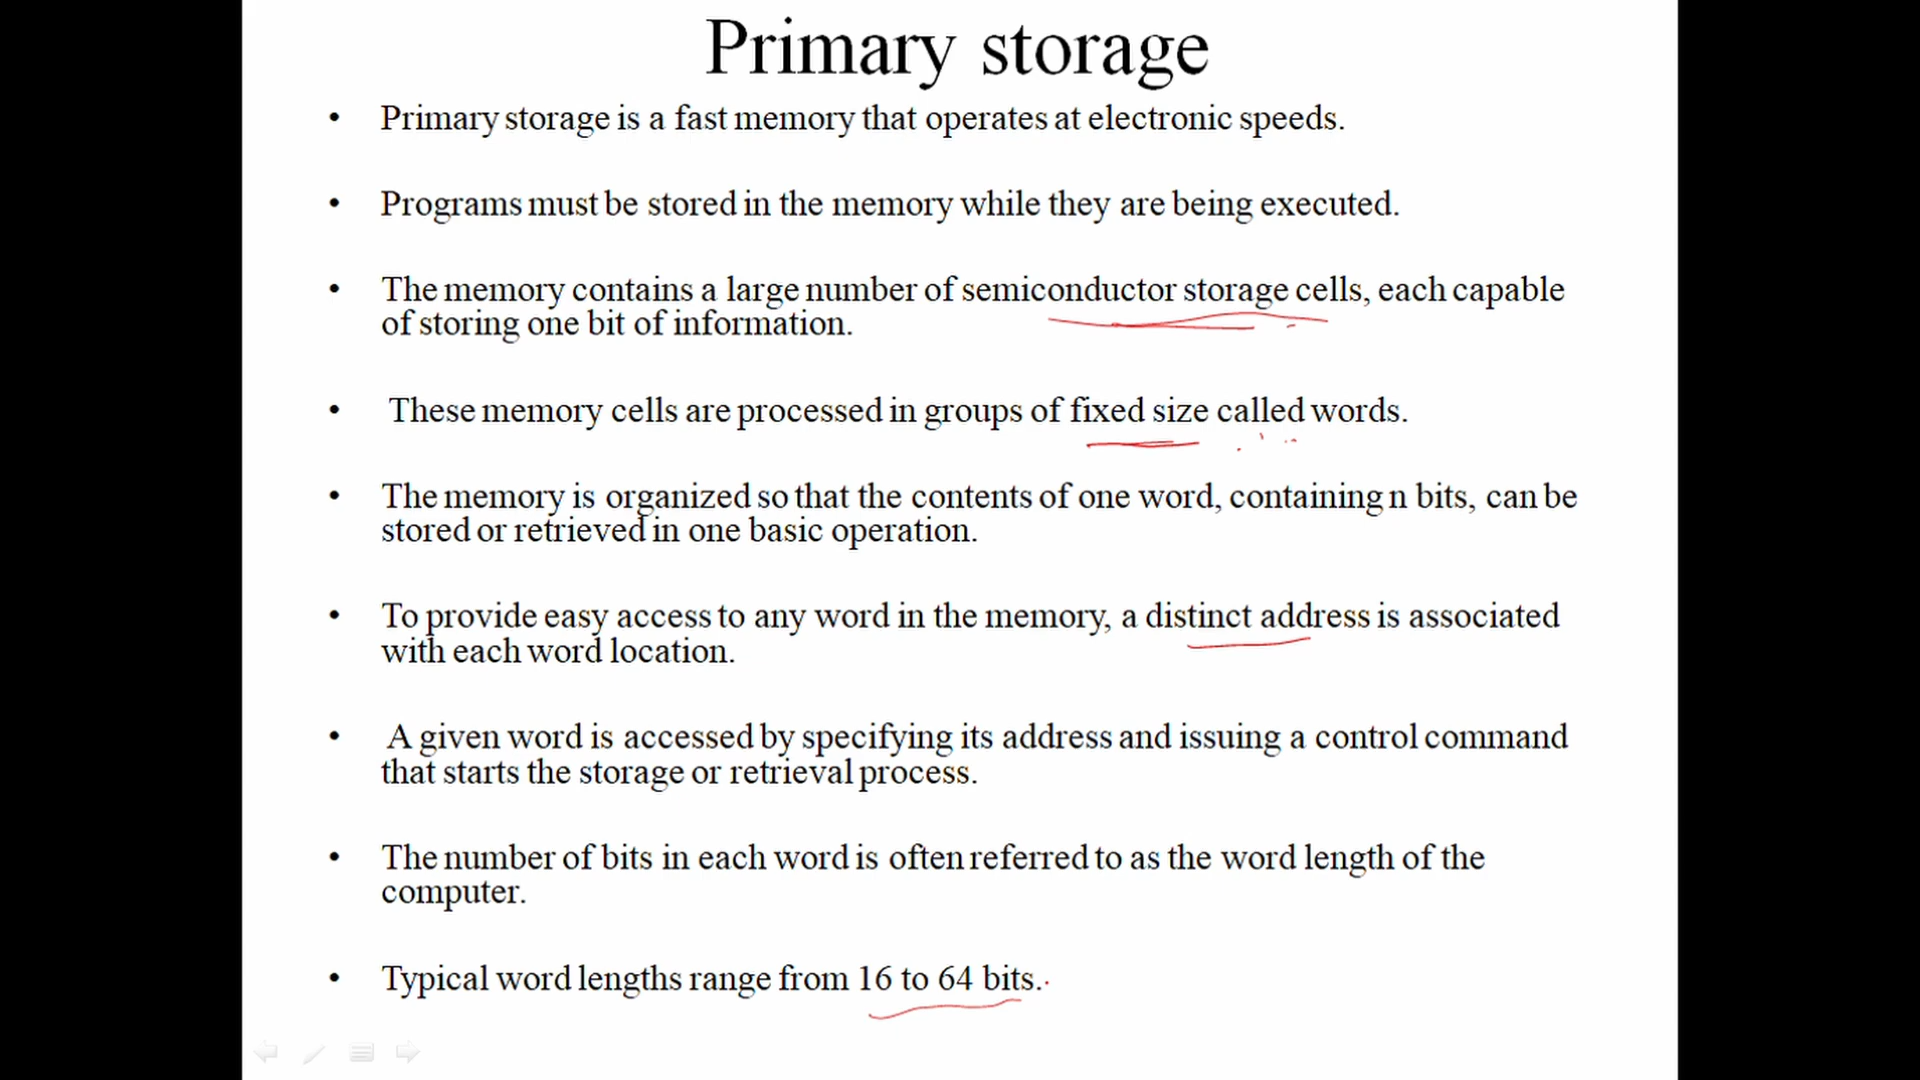 Primary storage
• Primary storage is a fast memory that operates at electronic speeds.
• Programs must be stored in the memory while they are being executed.
• The memory contains a large number of semiconductor storage cells, each capable
of storing one bit of information.
• These memory cells are processed in groups of fixed size called words.
• The memory is organized so that the contents of one word, containing n bits, can be
stored or retrieved in one basic operation.
• To provide easy access to any word in the memory, a distinct address is associated
with each word location.
• A given word is accessed by specifying its address and issuing a control command
that starts the storage or retrieval process.
• The number of bits in each word is often referred to as the word length of the
computer.
• Typical word lengths range from 16 to 64 bits.